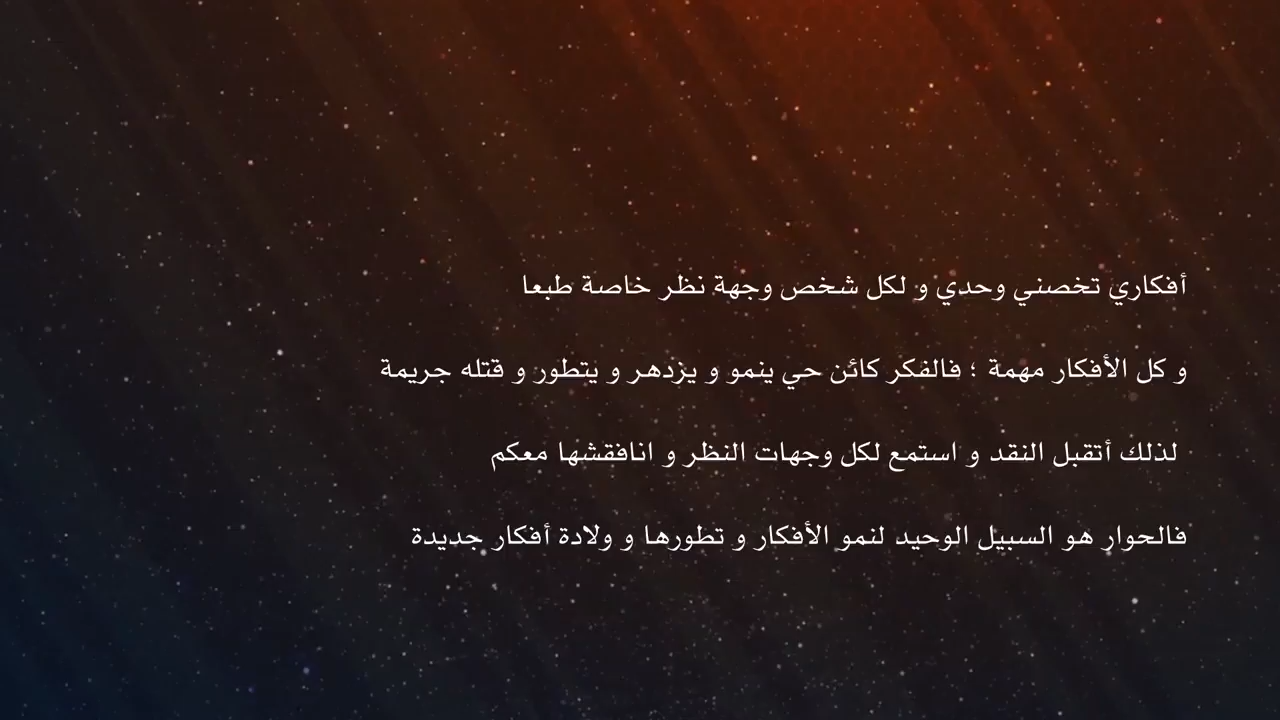 أفكاري تخصني وحدي و لكل شخص وجهة نظر خاصة طبعا
و كل الأفكار مهمة ؛ فالفكر كائن حي ينمو و يزدهر و يتطور و قتله جريمة
لذلك أتقبل النقد و استمع لكل وجهات النظر و انافقشها معكم
فالحوار هو السبيل الوحيد لنمو الأفكار و تطورها و ولادة أفكار جديدة